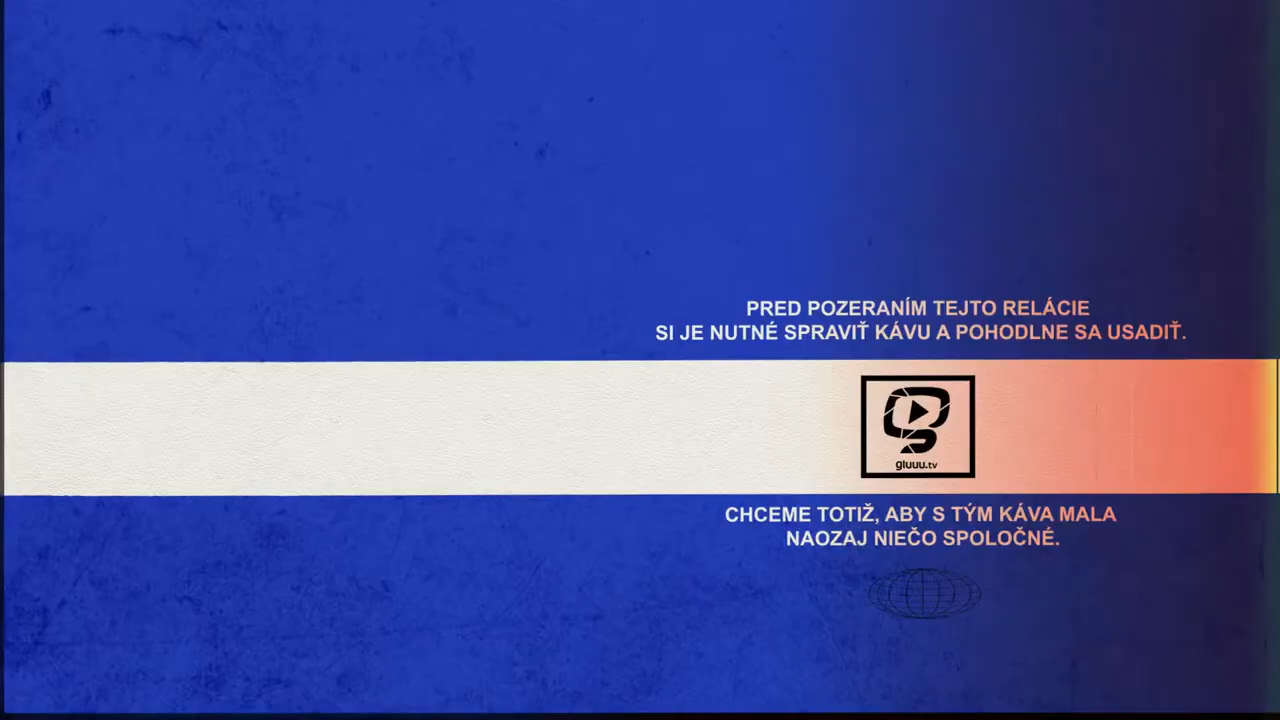 PRED POZERANÍM TEJTO RELÁCIE
SI JE NUTNÉ SPRAVIŤ KÁVU A POHODLNE SA USADIŤ.
gluuu.tv
CHCEME TOTIŽ, ABY S TÝM KÁVA MALA
NAOZAJ NIEČO SPOLOČNÉ.